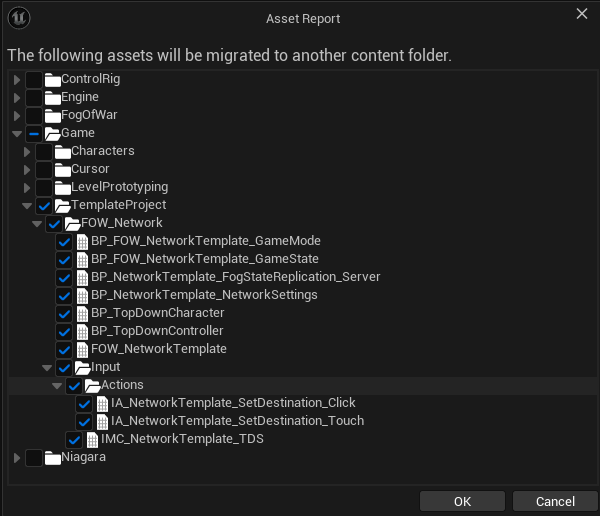 Asset Report
The following assets will be migrated to another content folder.
ControlRig
Engine
FogOfWar
Game
Characters
Cursor
LevelPrototyping
TemplateProject
FOW_Network
BP_FOW_NetworkTemplate_GameMode
BP_FOW_NetworkTemplate_GameState
BP_NetworkTemplate_FogStateReplication_Server
BP_NetworkTemplate_NetworkSettings
BP_TopDownCharacter
BP_TopDownController
FOW_NetworkTemplate
Input
Actions
IA_NetworkTemplate_SetDestination_Click
IA_NetworkTemplate_SetDestination_Touch
IMC_NetworkTemplate_TDS
Niagara
OK Cancel